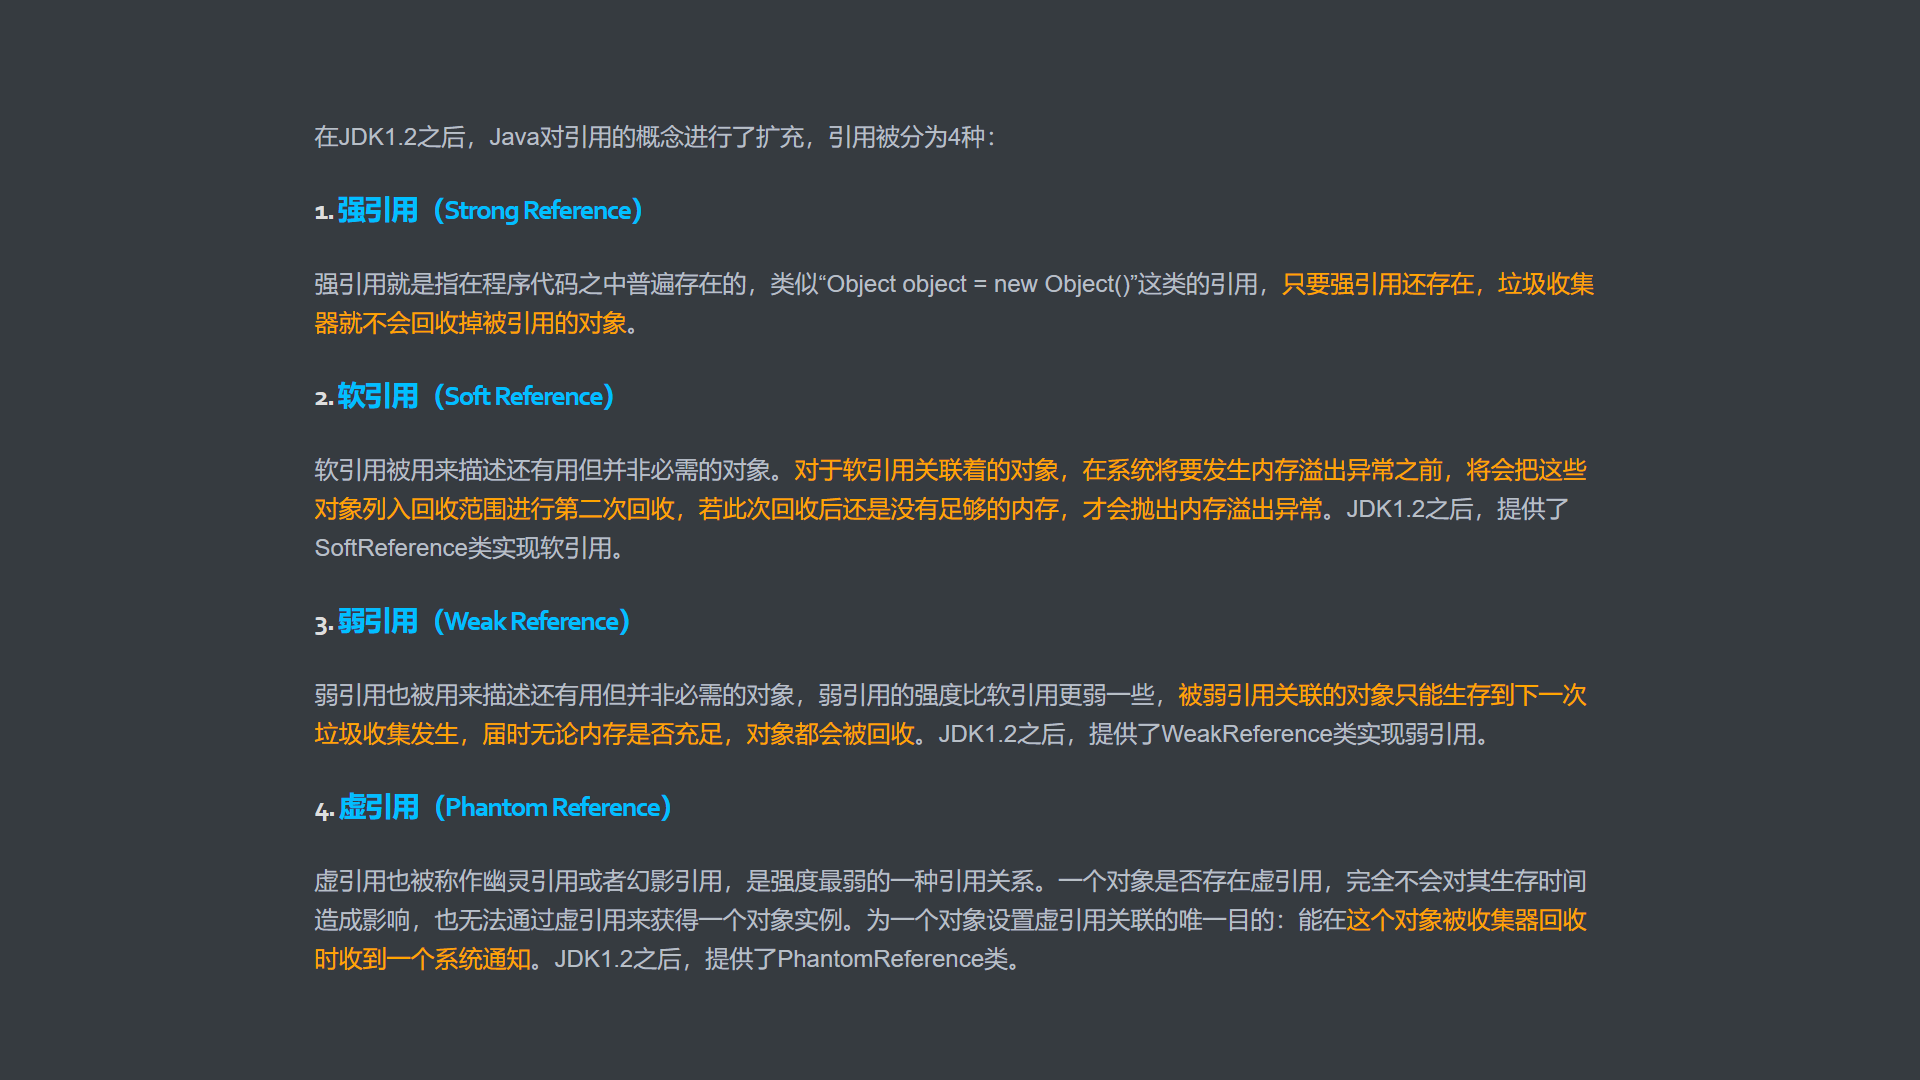 在JDK1.2之后，Java对引用的概念进行了扩充，引用被分为4种：
1. 强引用（Strong Reference）
强引用就是指在程序代码之中普遍存在的，类似“Object object = new Object()”这类的引用，只要强引用还存在，垃圾收集
器就不会回收掉被引用的对象。
2. 软引用（Soft Reference）
软引用被用来描述还有用但并非必需的对象。对于软引用关联着的对象，在系统将要发生内存溢出异常之前，将会把这些
对象列入回收范围进行第二次回收，若此次回收后还是没有足够的内存，才会抛出内存溢出异常。JDK1.2之后，提供了
SoftReference类实现软引用。
3. 弱引用（Weak Reference）
弱引用也被用来描述还有用但并非必需的对象，弱引用的强度比软引用更弱一些，被弱引用关联的对象只能生存到下一次
垃圾收集发生，届时无论内存是否充足，对象都会被回收。JDK1.2之后，提供了WeakReference类实现弱引用。
4. 虚引用（Phantom Reference）
虚引用也被称作幽灵引用或者幻影引用，是强度最弱的一种引用关系。一个对象是否存在虚引用，完全不会对其生存时间
造成影响，也无法通过虚引用来获得一个对象实例。为一个对象设置虚引用关联的唯一目的：能在这个对象被收集器回收
时收到一个系统通知。JDK1.2之后，提供了PhantomReference类。